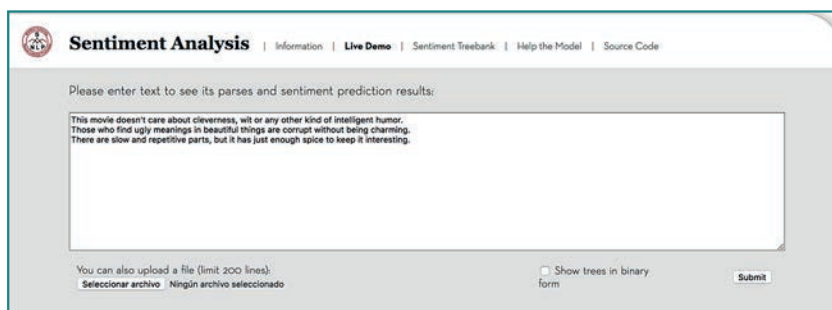 NLP
Sentiment Analysis | Information | Live Demo | Sentiment Treebank | Help the Model | Source Code
Please enter text to see its parses and sentiment prediction results:
This movie doesn't care about cleverness, wit or any other kind of intelligent humor.
Those who find ugly meanings in beautiful things are corrupt without being charming.
There are slow and repetitive parts, but it has just enough spice to keep it interesting.
You can also upload a file (limit 200 lines):
Seleccionar archivo Ningún archivo seleccionado
Show trees in binary
form
Submit